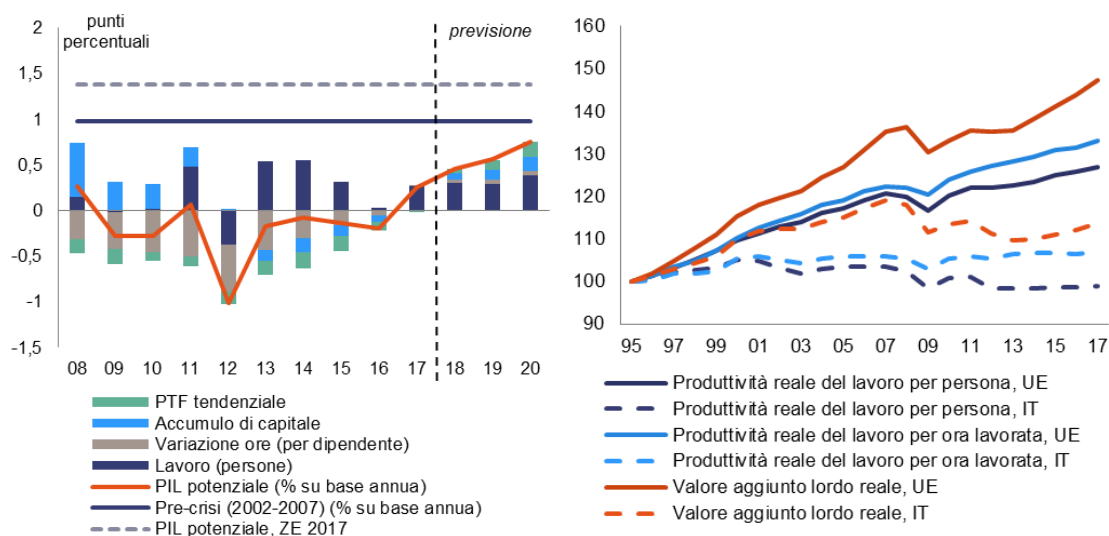 punti
percentuali
previsione
2
1,5
1
0,5
0
-0,5
-1
-1,5
08 09 10 11 12 13 14 15 16 17 18 19 20
PTF tendenziale
Accumulo di capitale
Variazione ore (per dipendente)
Lavoro (persone)
PIL potenziale (% su base annua)
Pre-crisi (2002-2007) (% su base annua)
PIL potenziale, ZE 2017
160
150
140
130
120
110
100
90
95 97 99 01 03 05 07 09 11 13 15 17
Produttività reale del lavoro per persona, UE
Produttività reale del lavoro per persona, IT
Produttività reale del lavoro per ora lavorata, UE
Produttività reale del lavoro per ora lavorata, IT
Valore aggiunto lordo reale, UE
Valore aggiunto lordo reale, IT